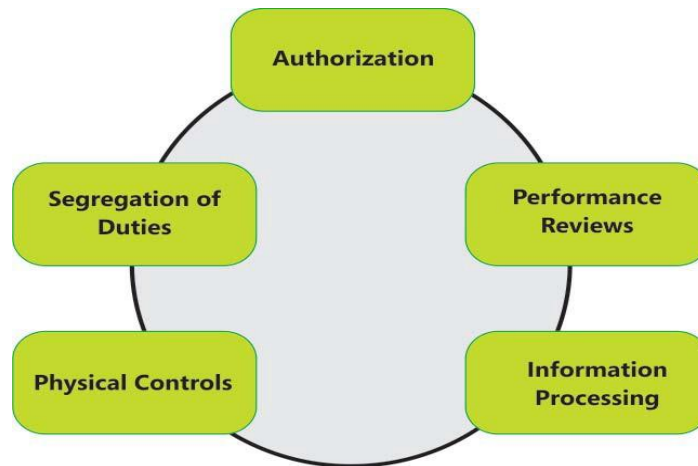 Authorization
Segregation of
Duties
Performance
Reviews
Physical Controls
Information
Processing